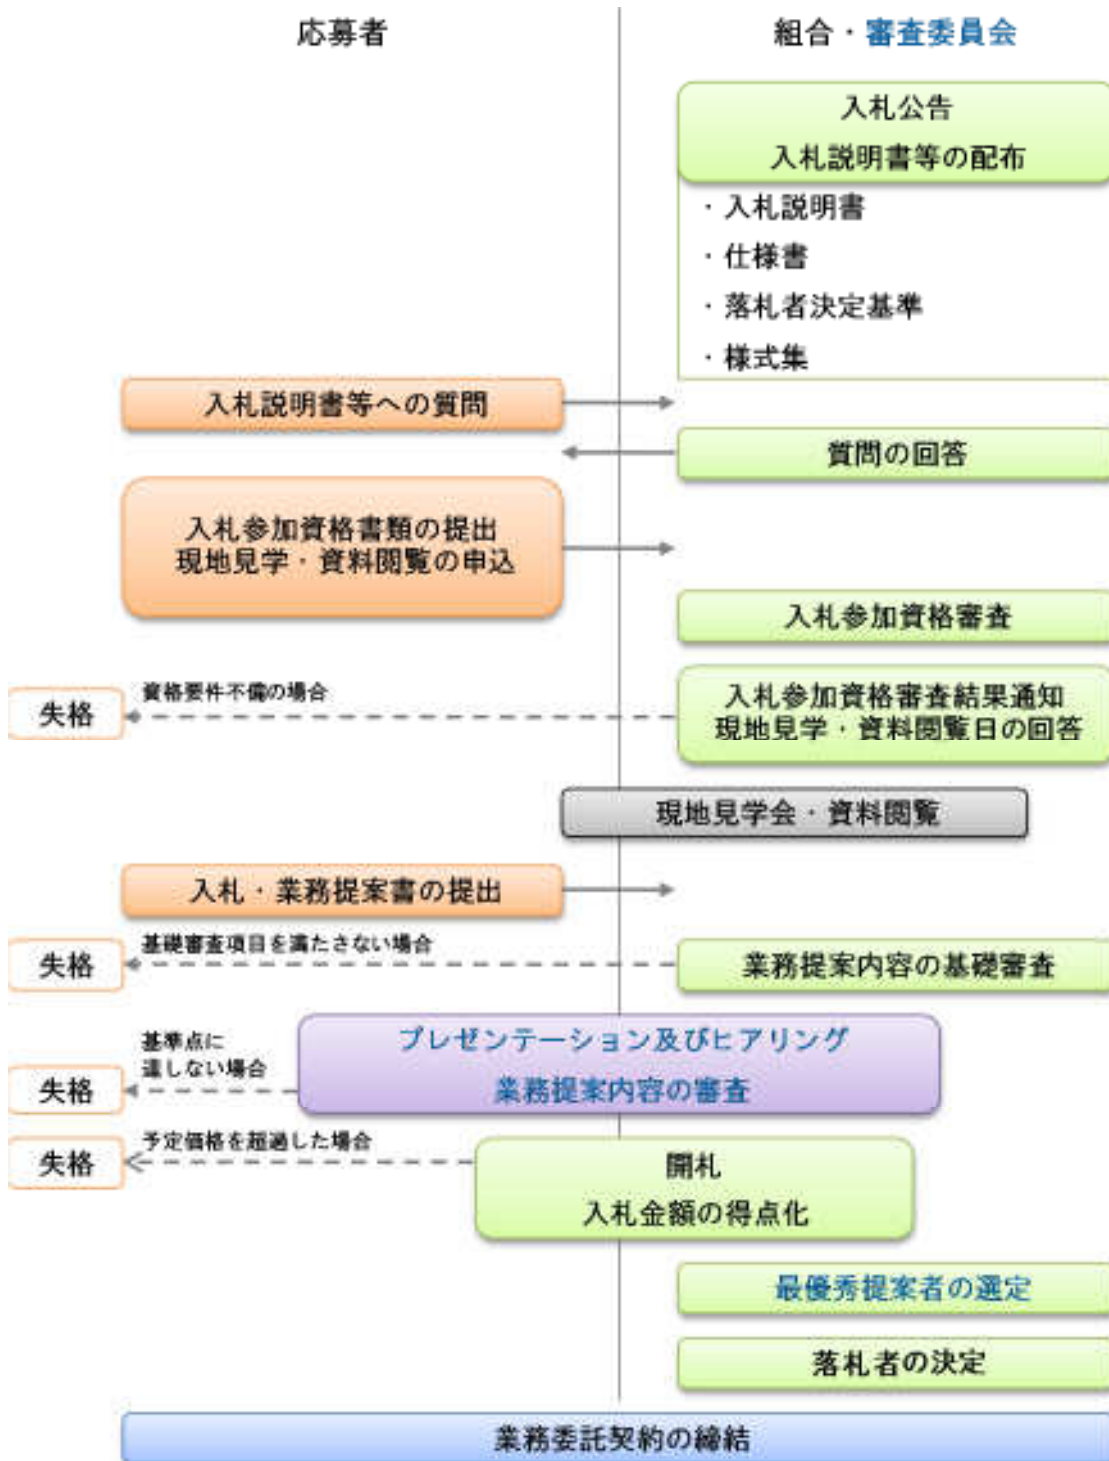 応募者
組合・審査委員会
入札公告
入札説明書等の配布
・入札説明書
・仕様書
・落札者決定基準
・様式集
入札説明書等への質問
質問の回答
入札参加資格書類の提出
現地見学・資料閲覧の申込
入札参加資格審査
失格
資格要件不備の場合
入札参加資格審査結果通知
現地見学・資料閲覧日の回答
現地見学会・資料閲覧
入札・業務提案書の提出
失格
基礎審査項目を満たさない場合
業務提案内容の基礎審査
プレゼンテーション及びヒアリング
業務提案内容の審査
基準点に
達しない場合
失格
予定価格を超過した場合
失格
開札
入札金額の得点化
最優秀提案者の選定
落札者の決定
業務委託契約の締結